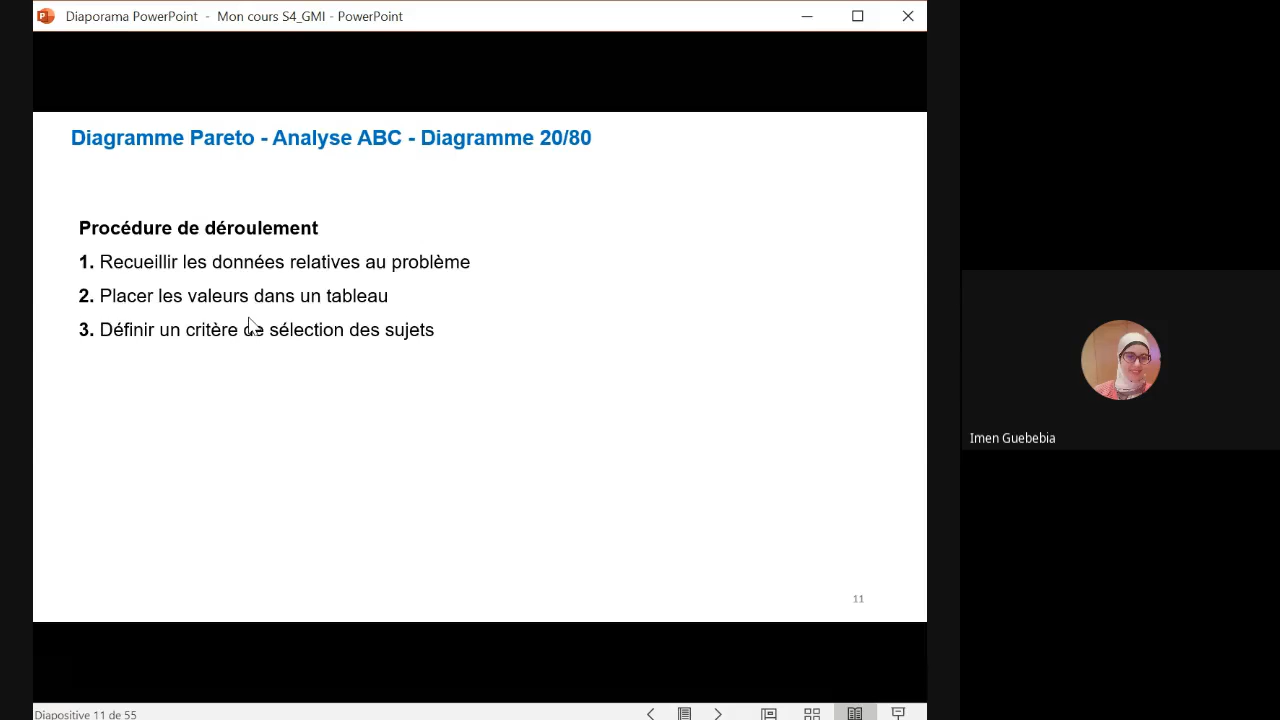 Diaporama PowerPoint - Mon cours S4_GMI - PowerPoint
Diagramme Pareto - Analyse ABC - Diagramme 20/80
Procédure de déroulement
1. Recueillir les données relatives au problème
2. Placer les valeurs dans un tableau
3. Définir un critère de sélection des sujets
11
Imen Guebebia
Diapositive 11 de 55